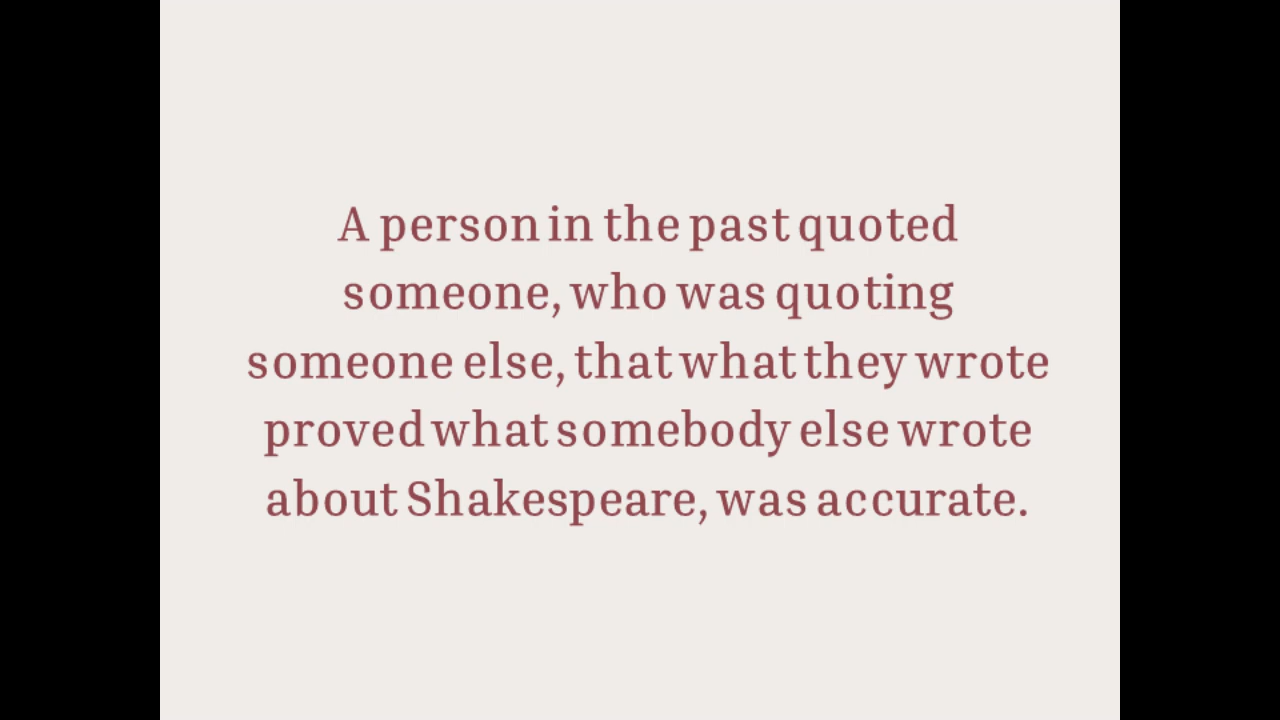 A person in the past quoted
someone, who was quoting
someone else, that what they wrote
proved what somebody else wrote
about Shakespeare, was accurate.